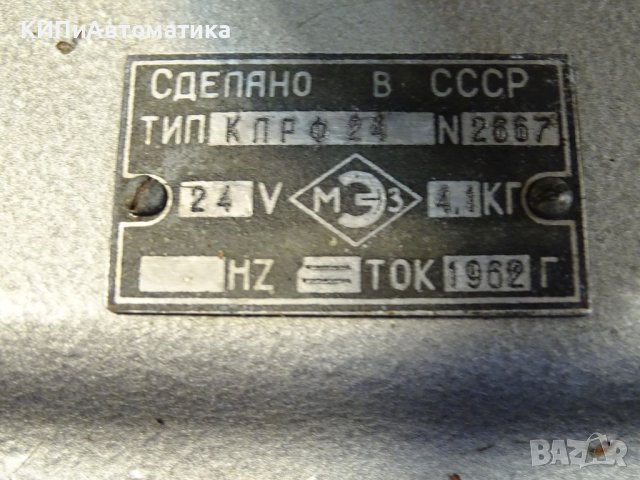 КИПиАвтоматика
СДЕЛАНО В СССР
ТИП КПРФ 24 N 2667
24 V МЭЗ 4,1 КГ
HZ = ТОК 1962 Г
BAZAR